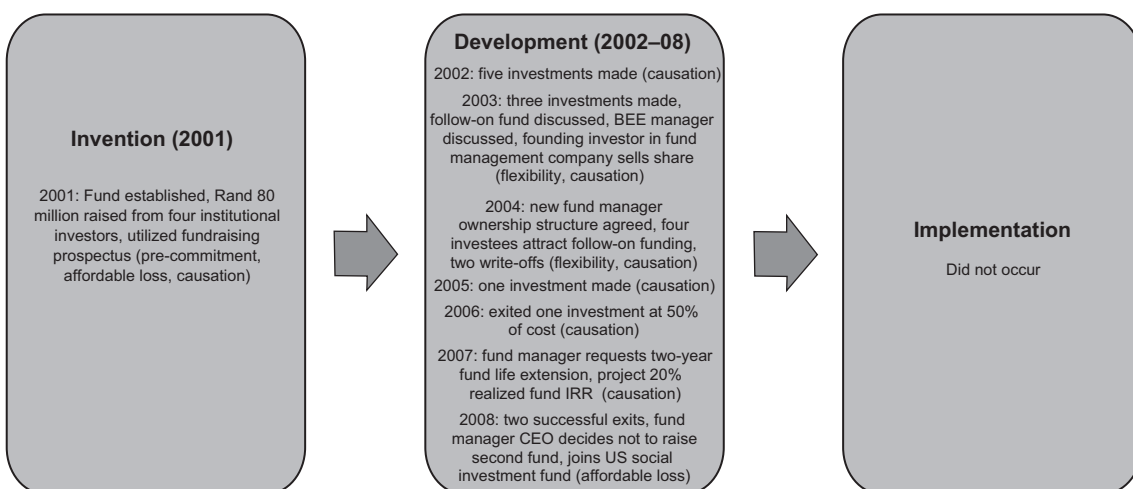 Invention (2001)
2001: Fund established, Rand 80
million raised from four institutional
investors, utilized fundraising
prospectus (pre-commitment,
affordable loss, causation)
Development (2002–08)
2002: five investments made (causation)
2003: three investments made,
follow-on fund discussed, BEE manager
discussed, founding investor in fund
management company sells share
(flexibility, causation)
2004: new fund manager
ownership structure agreed, four
investees attract follow-on funding,
two write-offs (flexibility, causation)
2005: one investment made (causation)
2006: exited one investment at 50%
of cost (causation)
2007: fund manager requests two-year
fund life extension, project 20%
realized fund IRR (causation)
2008: two successful exits, fund
manager CEO decides not to raise
second fund, joins US social
investment fund (affordable loss)
Implementation
Did not occur